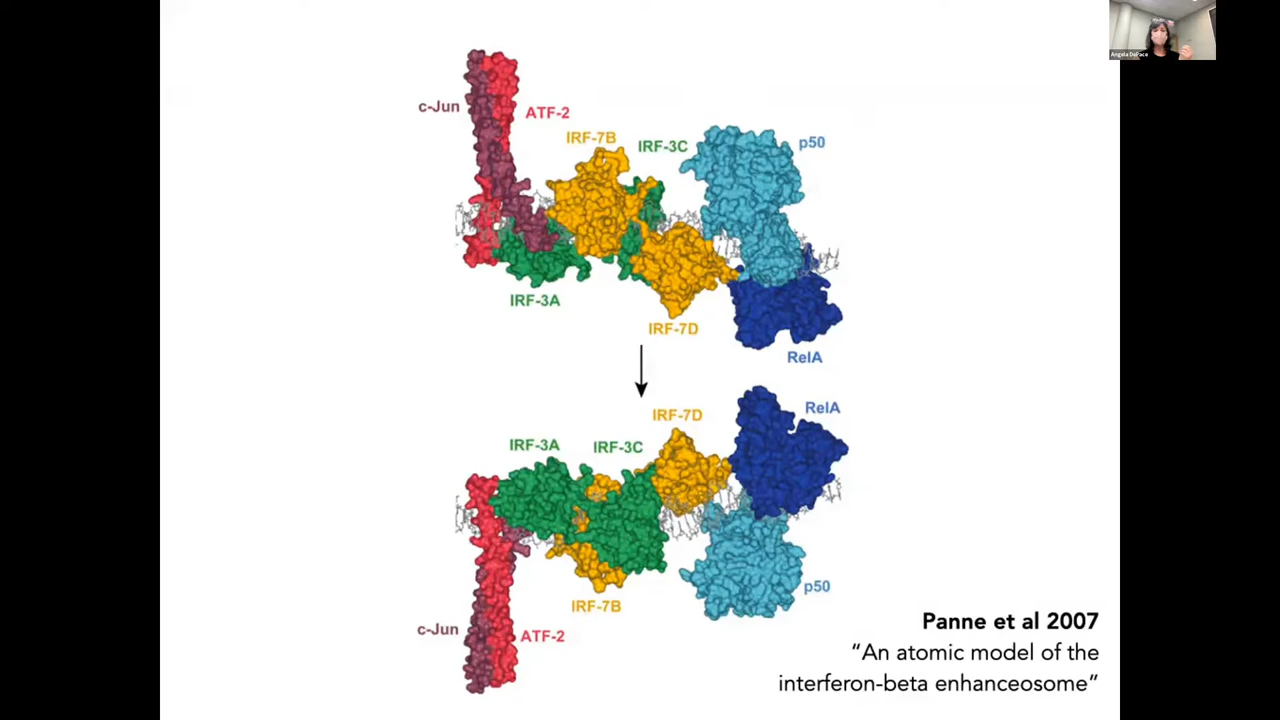 Angela DePace
c-Jun
ATF-2
IRF-7B
IRF-3C
p50
IRF-3A
IRF-7D
RelA
IRF-7D
RelA
IRF-3A
IRF-3C
p50
IRF-7B
c-Jun
ATF-2
Panne et al 2007
“An atomic model of the
interferon-beta enhanceosome”